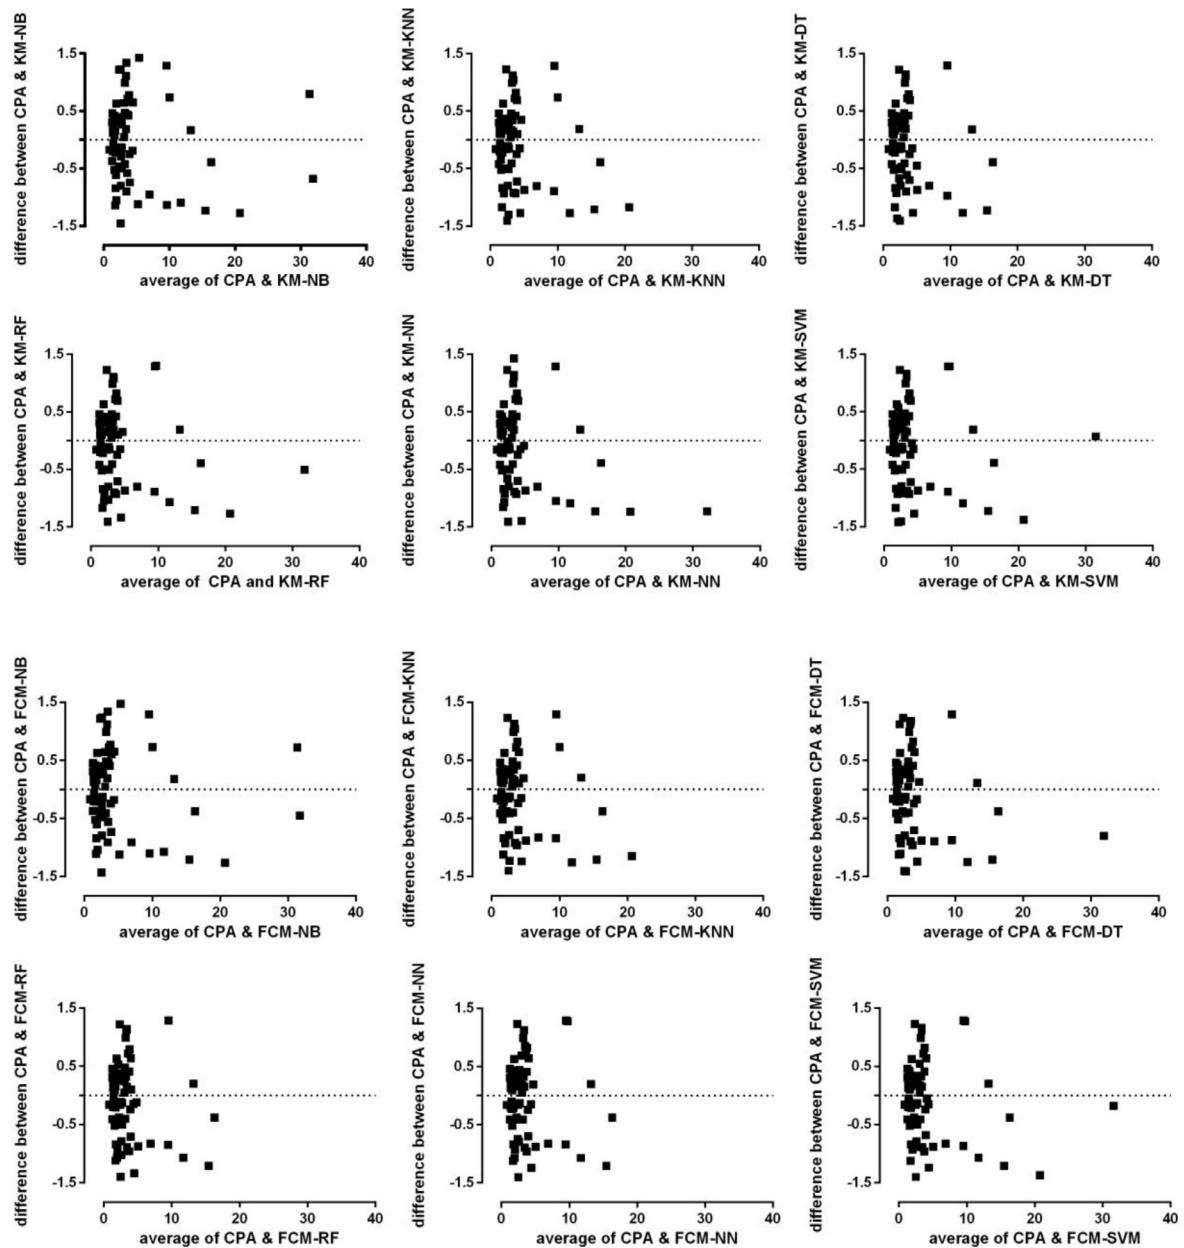 difference between CPA & KM-NB
1.5
0.5
-0.5
-1.5
0 10 20 30 40
average of CPA & KM-NB
difference between CPA & KM-KNN
1.5
0.5
-0.5
-1.5
0 10 20 30 40
average of CPA & KM-KNN
difference between CPA & KM-DT
1.5
0.5
-0.5
-1.5
0 10 20 30 40
average of CPA & KM-DT
difference between CPA & KM-RF
1.5
0.5
-0.5
-1.5
0 10 20 30 40
average of CPA and KM-RF
difference between CPA & KM-NN
1.5
0.5
-0.5
-1.5
0 10 20 30 40
average of CPA & KM-NN
difference between CPA & KM-SVM
1.5
0.5
-0.5
-1.5
0 10 20 30 40
average of CPA & KM-SVM
difference between CPA & FCM-NB
1.5
0.5
-0.5
-1.5
0 10 20 30 40
average of CPA & FCM-NB
difference between CPA & FCM-KNN
1.5
0.5
-0.5
-1.5
0 10 20 30 40
average of CPA & FCM-KNN
difference between CPA & FCM-DT
1.5
0.5
-0.5
-1.5
0 10 20 30 40
average of CPA & FCM-DT
difference between CPA & FCM-RF
1.5
0.5
-0.5
-1.5
0 10 20 30 40
average of CPA & FCM-RF
difference between CPA & FCM-NN
1.5
0.5
-0.5
-1.5
0 10 20 30 40
average of CPA & FCM-NN
difference between CPA & FCM-SVM
1.5
0.5
-0.5
-1.5
0 10 20 30 40
average of CPA & FCM-SVM